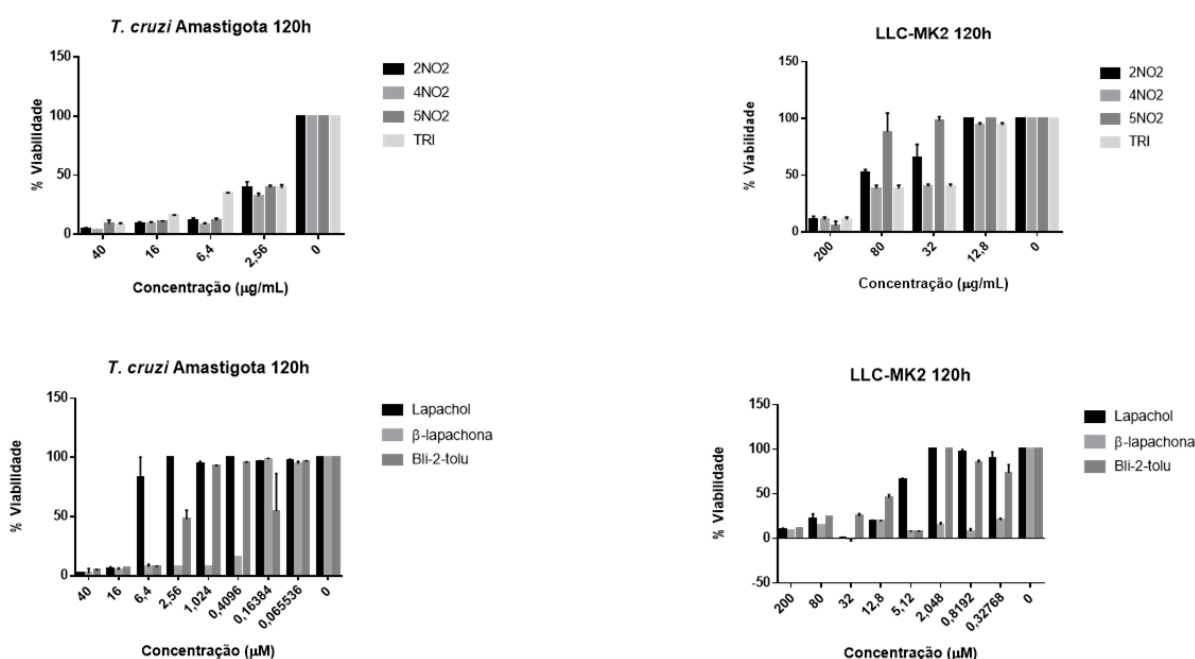 T. cruzi Amastigota 120h
150
100
50
0
% Viabilidade
40 16 6,4 2,56 0
Concentração (μg/mL)
2NO2
4NO2
5NO2
TRI
LLC-MK2 120h
150
100
50
0
% Viabilidade
200 80 32 12,8 0
Concentração (μg/mL)
2NO2
4NO2
5NO2
TRI
T. cruzi Amastigota 120h
150
100
50
0
% Viabilidade
40 16 6,4 2,56 1,024 0,4096 0,16384 0,065536 0
Concentração (μM)
Lapachol
β-lapachona
Bli-2-tolu
LLC-MK2 120h
150
100
50
0
-50
% Viabilidade
200 80 32 12,8 5,12 2,048 0,8192 0,32768 0
Concentração (μM)
Lapachol
β-lapachona
Bli-2-tolu